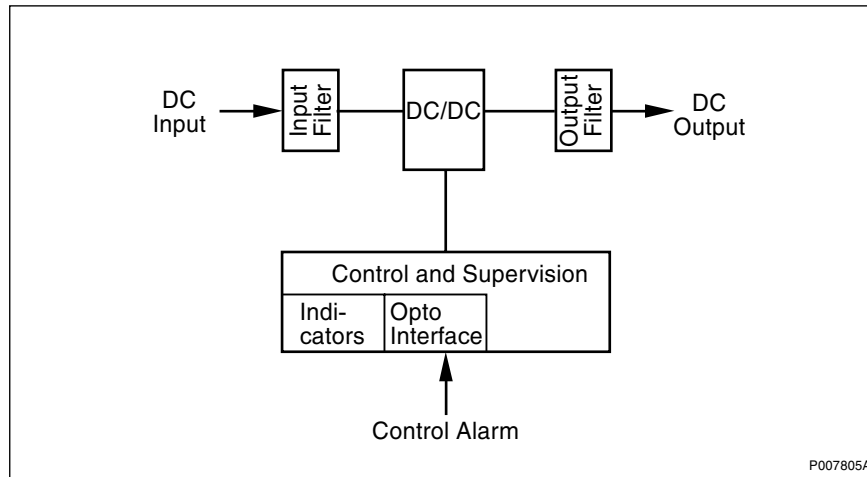 DC
Input
Input
Filter
DC/DC
Output
Filter
DC
Output
Control and Supervision
Indi-
cators
Opto
Interface
Control Alarm
P007805A